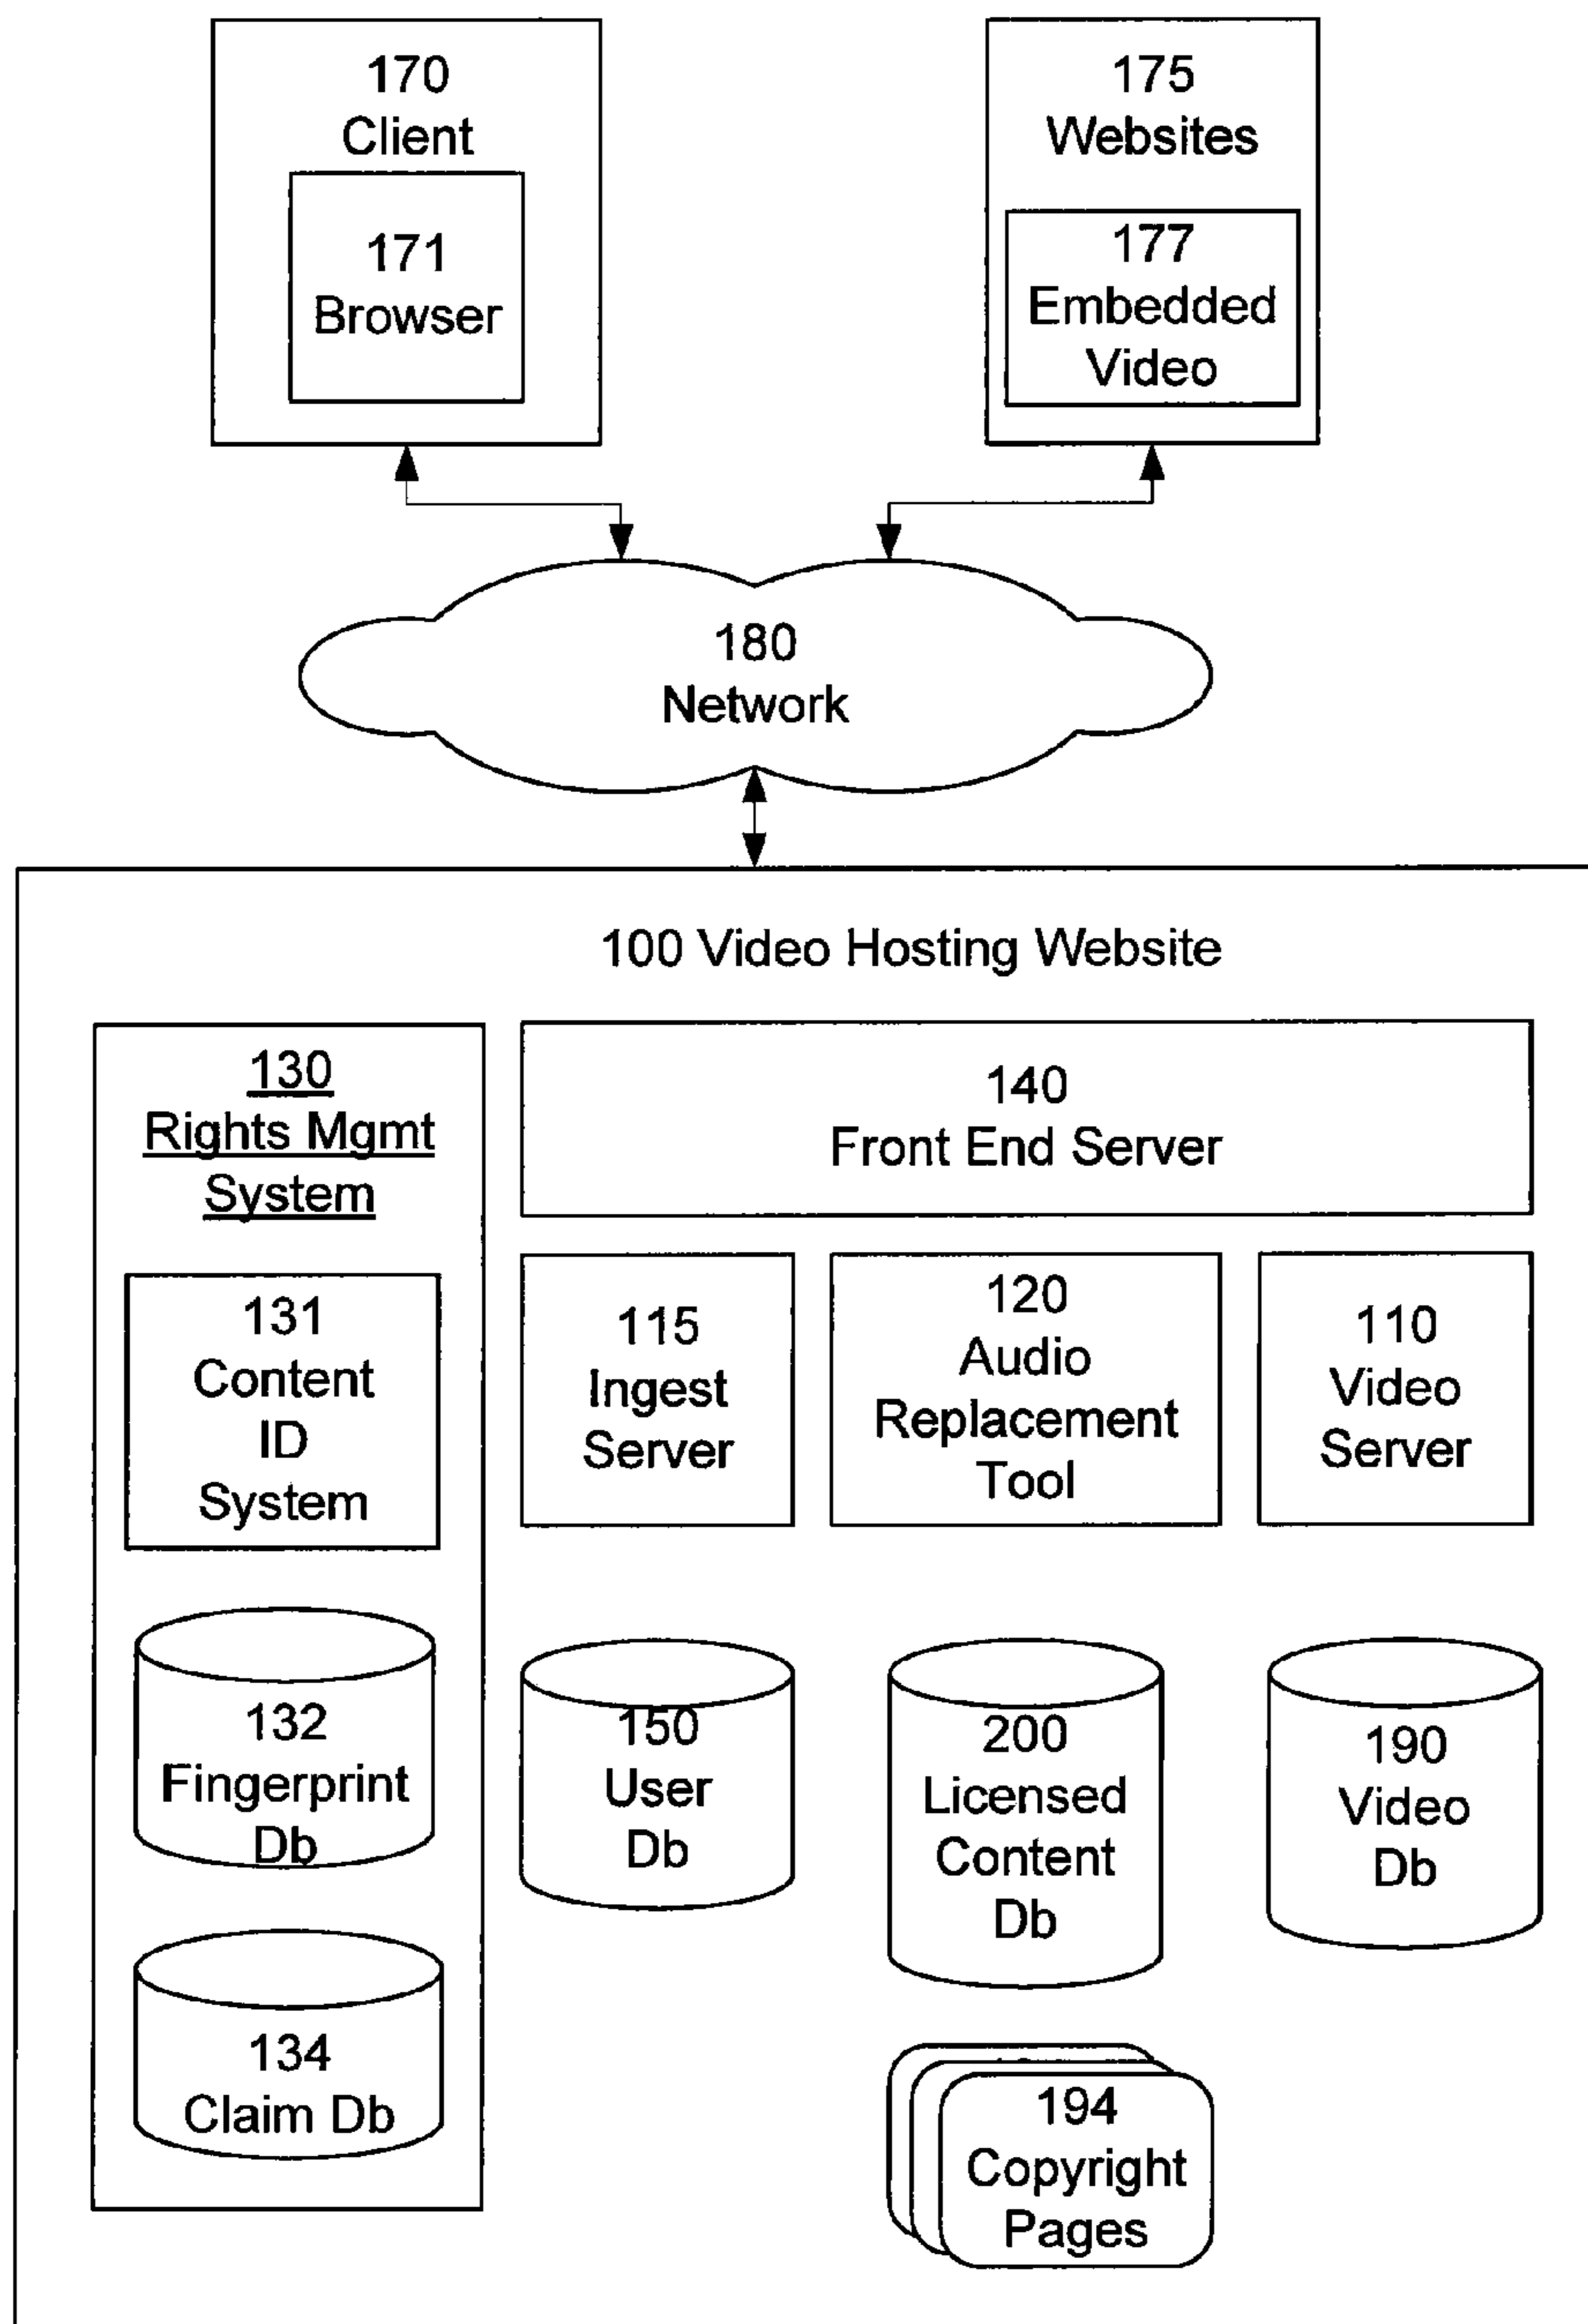 170
Client
171
Browser
175
Websites
177
Embedded
Video
180
Network
100 Video Hosting Website
130
Rights Mgmt
System
131
Content
ID
System
132
Fingerprint
Db
134
Claim Db
140
Front End Server
115
Ingest
Server
120
Audio
Replacement
Tool
110
Video
Server
150
User
Db
200
Licensed
Content
Db
190
Video
Db
194
Copyright
Pages